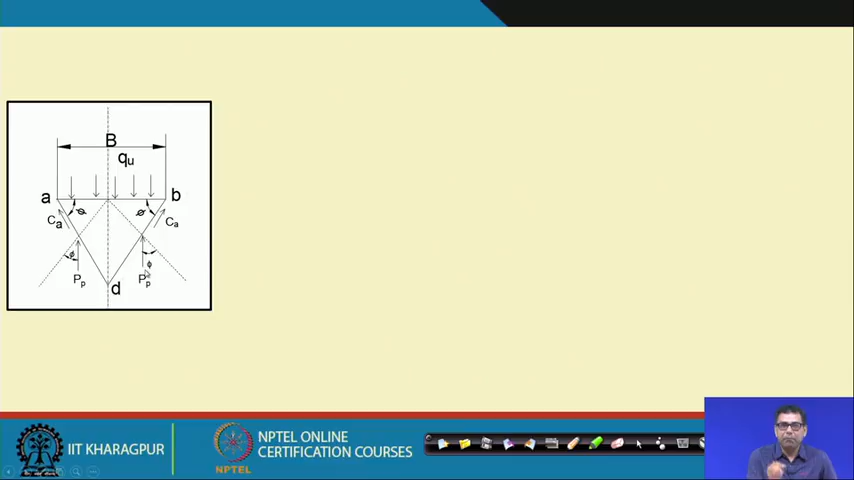 B
qu
a b
φ φ
Ca Ca
φ φ
Pp Pp
d
IIT KHARAGPUR
NPTEL
NPTEL ONLINE
CERTIFICATION COURSES